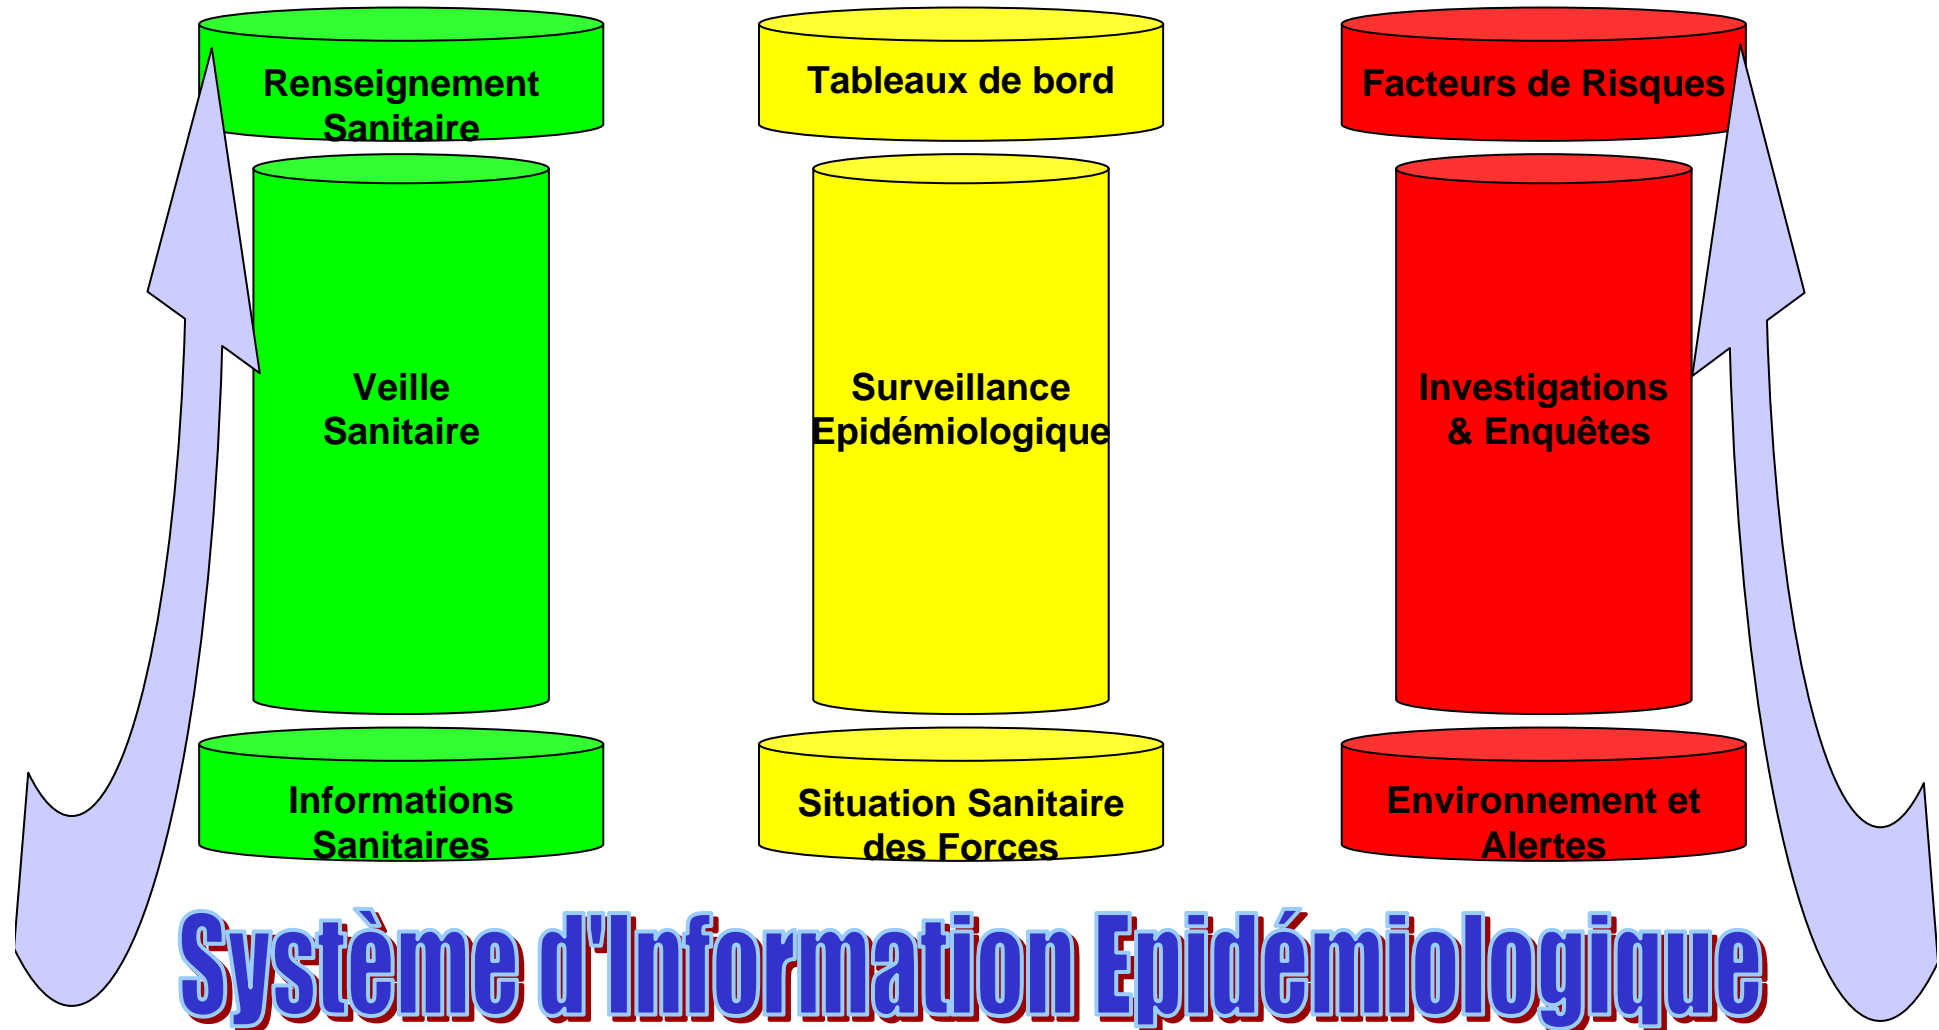 Renseignement
Sanitaire
Tableaux de bord
Facteurs de Risques
Veille
Sanitaire
Surveillance
Epidémiologique
Investigations
& Enquêtes
Informations
Sanitaires
Situation Sanitaire
des Forces
Environnement et
Alertes
Système d'Information Epidémiologique